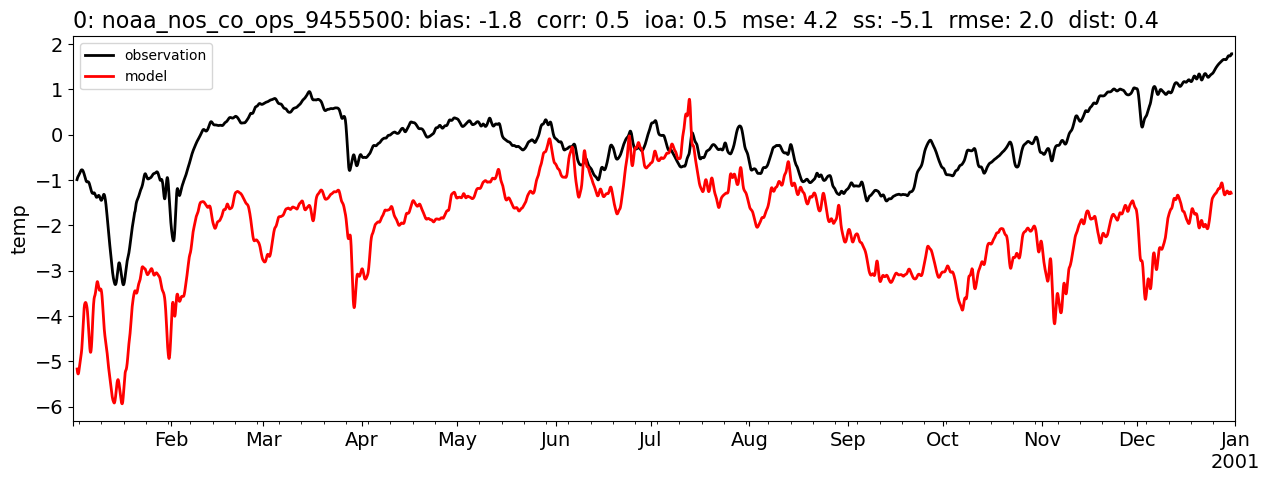 0: noaa_nos_co_ops_9455500: bias: -1.8  corr: 0.5  ioa: 0.5  mse: 4.2  ss: -5.1  rmse: 2.0  dist: 0.4
observation
model
2
1
0
−1
−2
−3
−4
−5
−6
temp
Feb Mar Apr May Jun Jul Aug Sep Oct Nov Dec Jan
2001